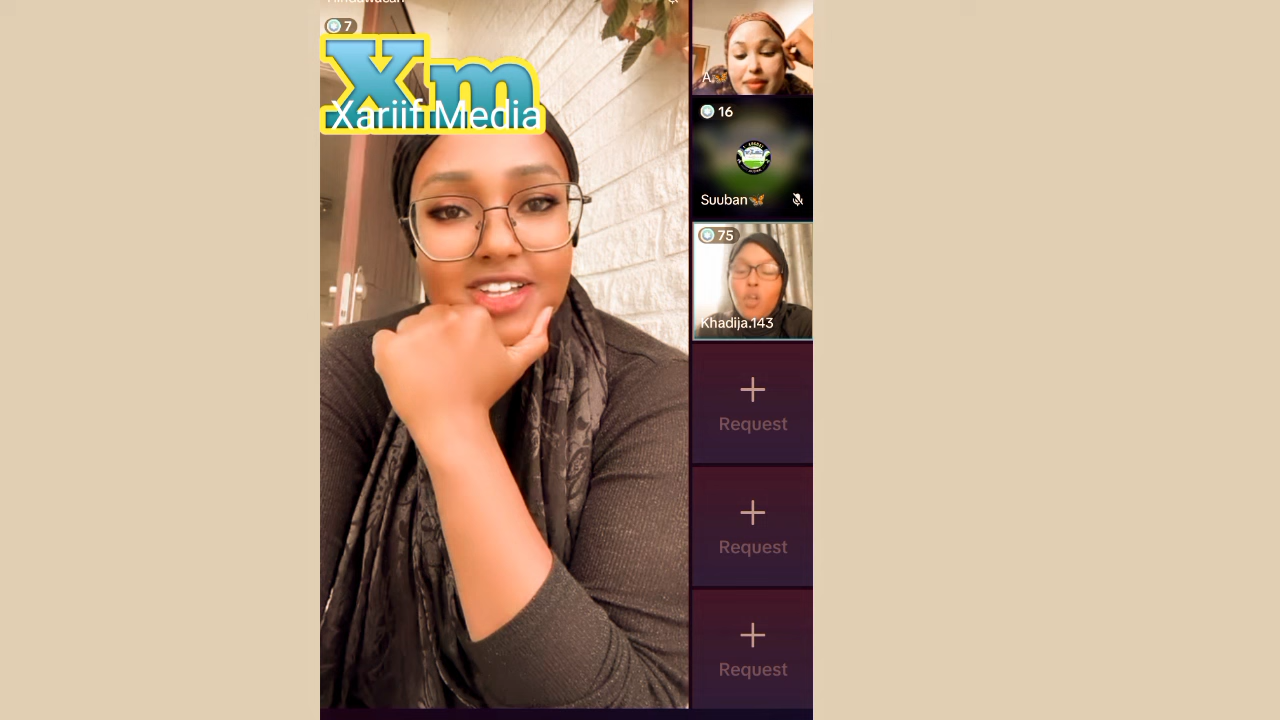 7
Xm
Xariif Media
A.🦋
16
Suuban🦋
75
Khadija.143
Request
Request
Request